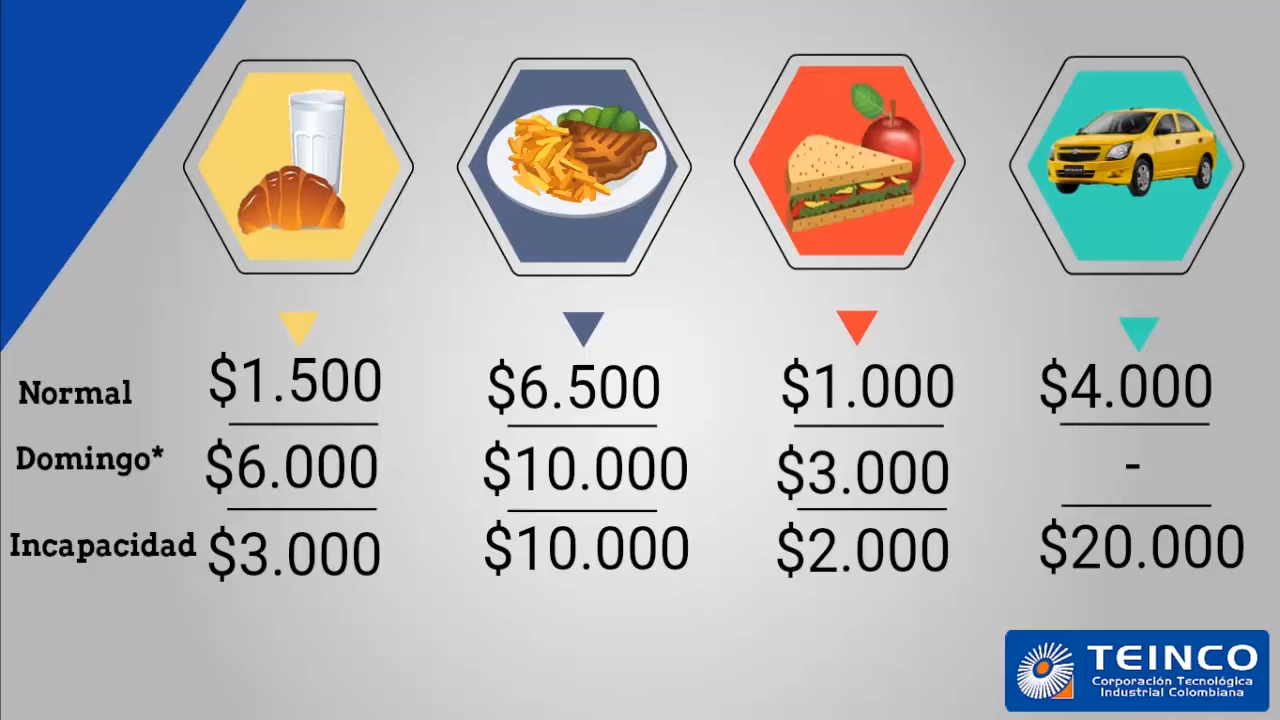 Normal $1.500 $6.500 $1.000 $4.000
Domingo* $6.000 $10.000 $3.000 -
Incapacidad $3.000 $10.000 $2.000 $20.000
TEINCO
Corporación Tecnológica
Industrial Colombiana